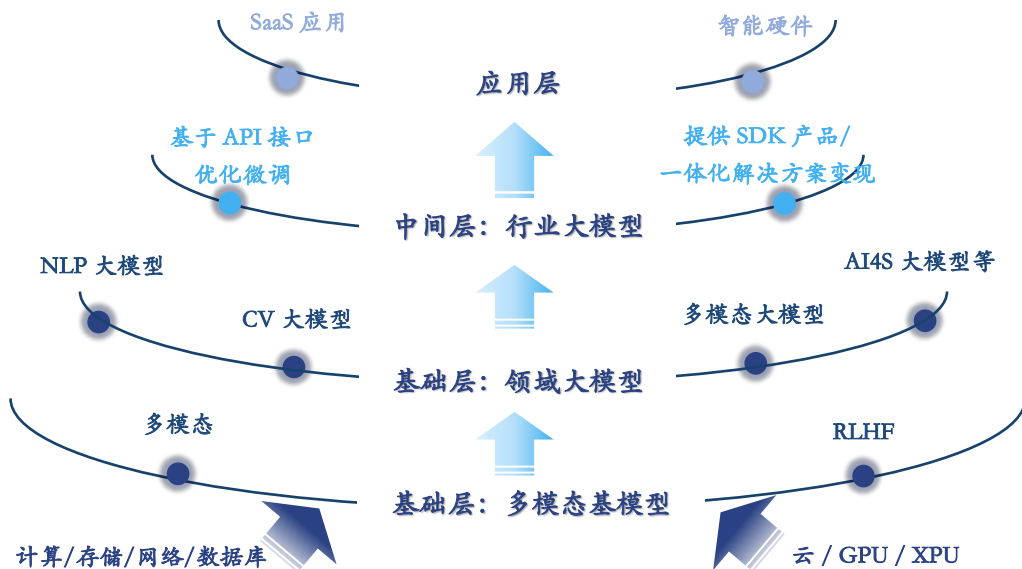 SaaS 应用
智能硬件
应用层
基于 API 接口
优化微调
提供 SDK 产品/
一体化解决方案变现
中间层：行业大模型
NLP 大模型
CV 大模型
多模态大模型
AI4S 大模型等
基础层：领域大模型
多模态
RLHF
基础层：多模态基模型
计算/存储/网络/数据库
云 / GPU / XPU